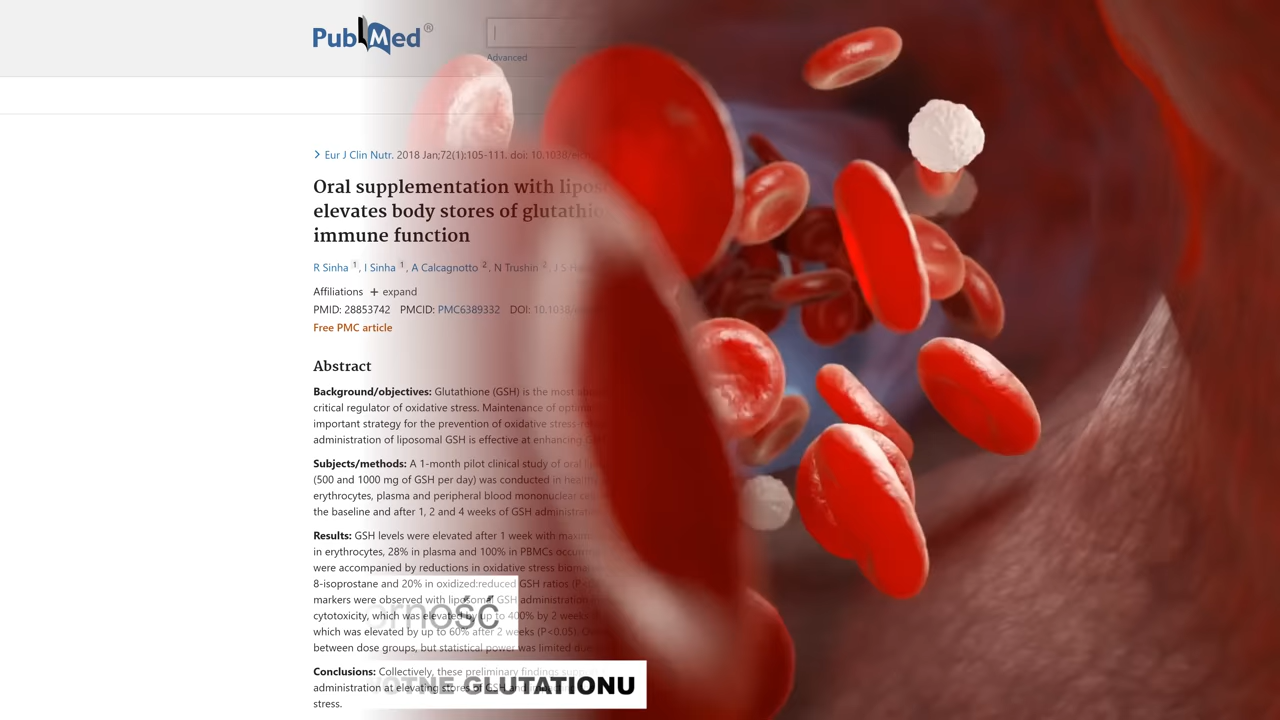 PubMed®
Advanced
Eur J Clin Nutr. 2018 Jan;72(1):105-111. doi: 10.1038/
Oral supplementation with
elevates body stores of
immune function
R Sinha 1, I Sinha 1, A Calcagnotto 2, N Trushin 2, J S
Affiliations + expand
PMID: 28853742 PMCID: PMC6389332 DOI: 10.1038/
Free PMC article
Abstract
Background/objectives: Glutathione (GSH) is the most
critical regulator of oxidative stress. Maintenance of
important strategy for the prevention of oxidative
administration of liposomal GSH is effective at enhancing
Subjects/methods: A 1-month pilot clinical study of oral
(500 and 1000 mg of GSH per day) was conducted in
erythrocytes, plasma and peripheral blood mononuclear
the baseline and after 1, 2 and 4 weeks of GSH
Results: GSH levels were elevated after 1 week with
in erythrocytes, 28% in plasma and 100% in PBMCs
were accompanied by reductions in oxidative stress
8-isoprostane and 20% in oxidized:reduced GSH ratios
markers were observed with liposomal GSH administration
cytotoxicity, which was elevated by up to 400% by 2 weeks
which was elevated by up to 60% after 2 weeks (P<0.05).
between dose groups, but statistical power was limited
Conclusions: Collectively, these preliminary findings
administration at elevating stores of GSH
stress.
GLUTATIONU